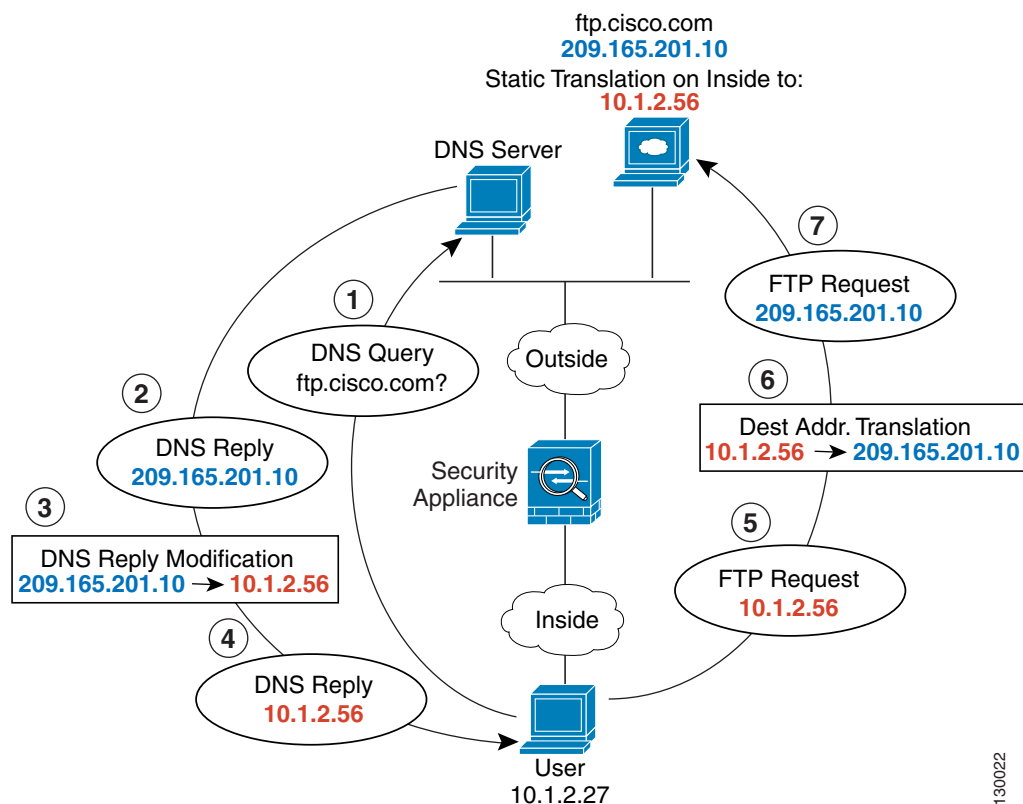 ftp.cisco.com
209.165.201.10
Static Translation on Inside to:
10.1.2.56
DNS Server
7
FTP Request
209.165.201.10
1
DNS Query
ftp.cisco.com?
Outside
2
DNS Reply
209.165.201.10
6
Dest Addr. Translation
10.1.2.56 → 209.165.201.10
Security
Appliance
3
DNS Reply Modification
209.165.201.10 → 10.1.2.56
5
FTP Request
10.1.2.56
Inside
4
DNS Reply
10.1.2.56
User
10.1.2.27
130022